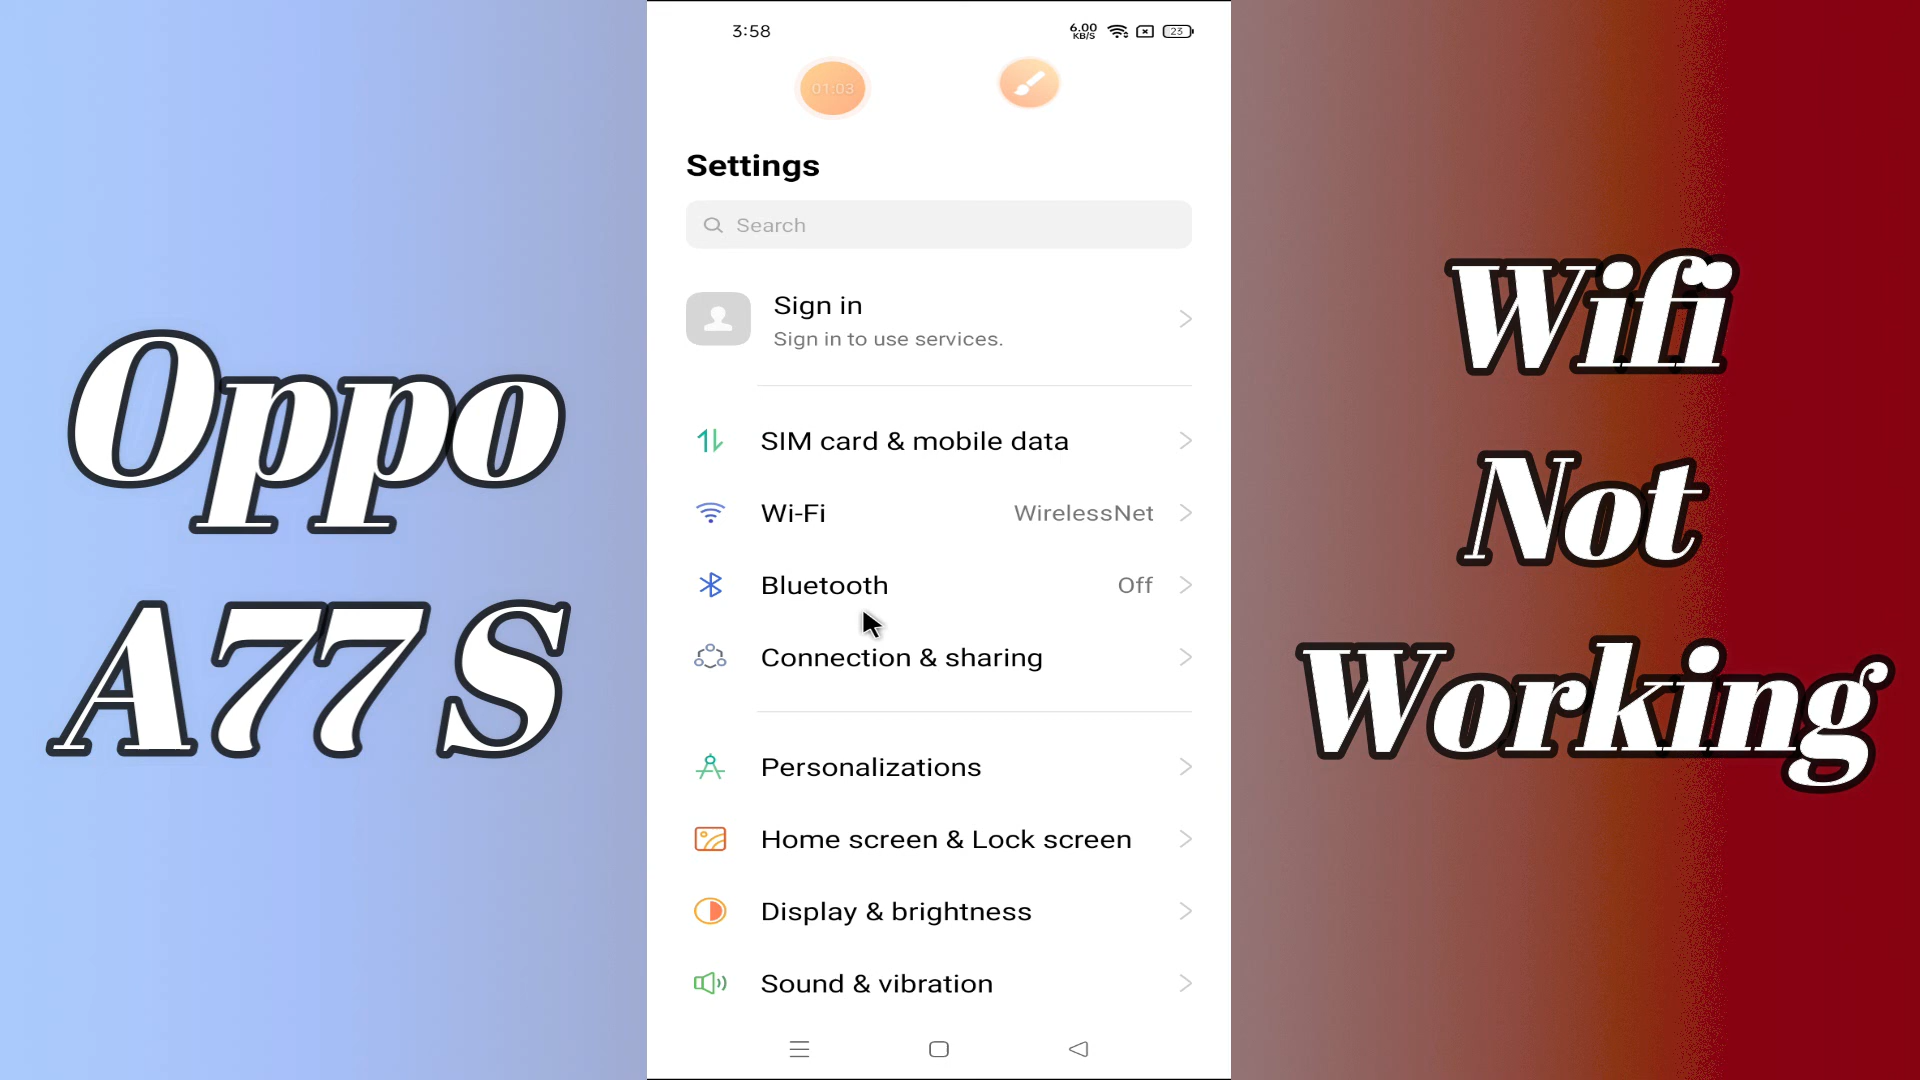 Oppo
A77 S
3:58
6.00
KB/S
23
01:03
Settings
Search
Sign in
Sign in to use services.
SIM card & mobile data
Wi-Fi WirelessNet
Bluetooth Off
Connection & sharing
Personalizations
Home screen & Lock screen
Display & brightness
Sound & vibration
Wifi
Not
Working